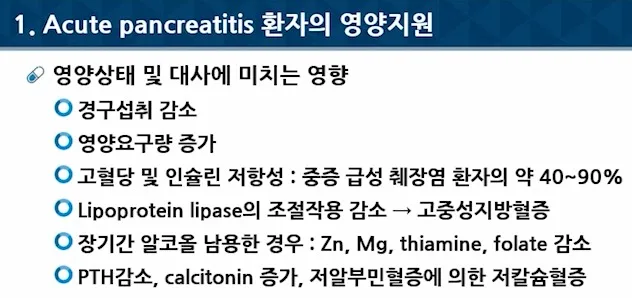 1. Acute pancreatitis 환자의 영양지원
영양상태 및 대사에 미치는 영향
경구섭취 감소
영양요구량 증가
고혈당 및 인슐린 저항성 : 중증 급성 췌장염 환자의 약 40~90%
Lipoprotein lipase의 조절작용 감소 → 고중성지방혈증
장기간 알코올 남용한 경우 : Zn, Mg, thiamine, folate 감소
PTH감소, calcitonin 증가, 저알부민혈증에 의한 저칼슘혈증